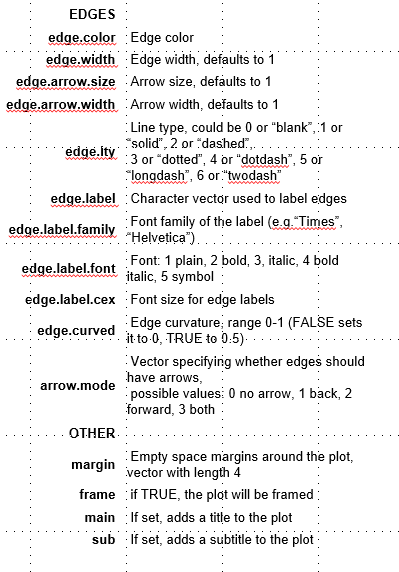 EDGES
edge.color Edge color
edge.width Edge width, defaults to 1
edge.arrow.size Arrow size, defaults to 1
edge.arrow.width Arrow width, defaults to 1
edge.lty Line type, could be 0 or “blank”, 1 or
“solid”, 2 or “dashed”,
3 or “dotted”, 4 or “dotdash”, 5 or
“longdash”, 6 or “twodash”
edge.label Character vector used to label edges
edge.label.family Font family of the label (e.g.“Times”,
“Helvetica”)
edge.label.font Font: 1 plain, 2 bold, 3, italic, 4 bold
italic, 5 symbol
edge.label.cex Font size for edge labels
edge.curved Edge curvature, range 0-1 (FALSE sets
it to 0, TRUE to 0.5)
arrow.mode Vector specifying whether edges should
have arrows,
possible values: 0 no arrow, 1 back, 2
forward, 3 both
OTHER
margin Empty space margins around the plot,
vector with length 4
frame if TRUE, the plot will be framed
main If set, adds a title to the plot
sub If set, adds a subtitle to the plot